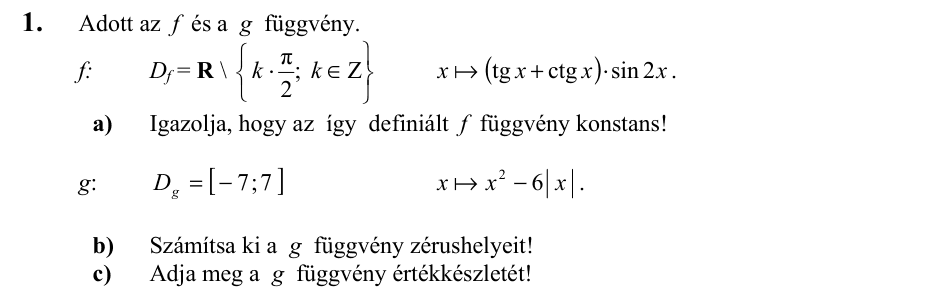 1. Adott az f és a g függvény.
f: D_f = R \ { k · π/2; k ∈ Z } x ↦ (tg x + ctg x) · sin 2x .
a) Igazolja, hogy az így definiált f függvény konstans!
g: D_g = [− 7; 7 ] x ↦ x² − 6| x | .
b) Számítsa ki a g függvény zérushelyeit!
c) Adja meg a g függvény értékkészletét!